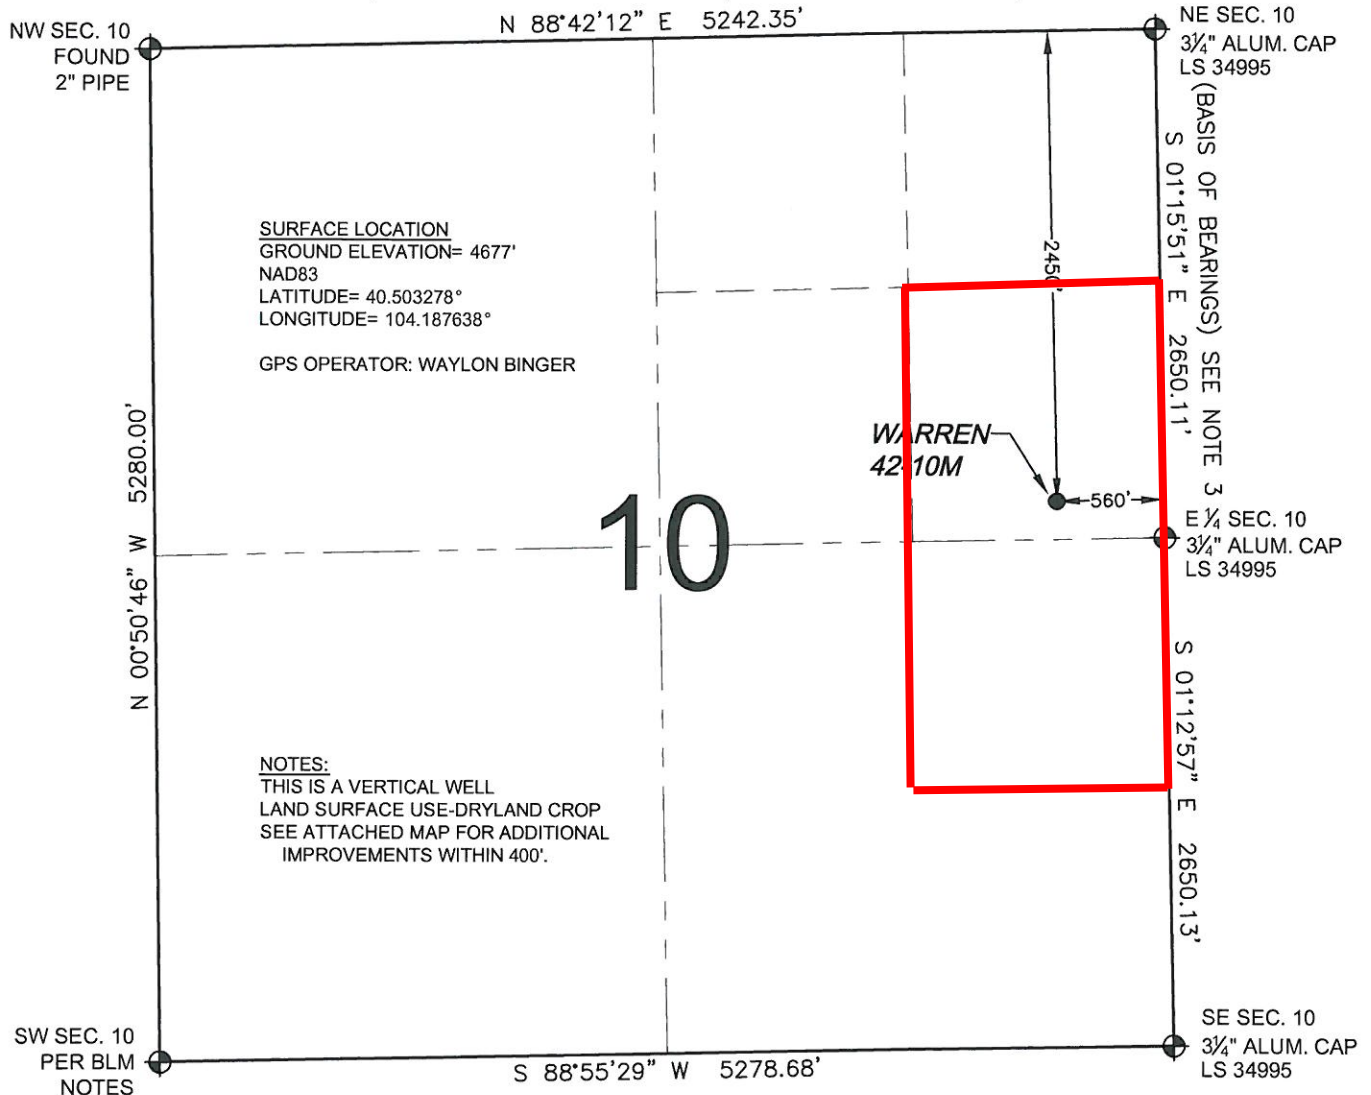 N 88°42'12" E 5242.35'
NW SEC. 10
FOUND
2" PIPE
NE SEC. 10
3¼" ALUM. CAP
LS 34995
(BASIS OF BEARINGS) SEE NOTE 3
S 01°15'51" E 2650.11'
SURFACE LOCATION
GROUND ELEVATION= 4677'
NAD83
LATITUDE= 40.503278°
LONGITUDE= 104.187638°
GPS OPERATOR: WAYLON BINGER
2450'
N 00°50'46" W 5280.00'
WARREN
42-10M
560'
10
E ¼ SEC. 10
3¼" ALUM. CAP
LS 34995
S 01°12'57" E 2650.13'
NOTES:
THIS IS A VERTICAL WELL
LAND SURFACE USE-DRYLAND CROP
SEE ATTACHED MAP FOR ADDITIONAL
IMPROVEMENTS WITHIN 400'.
SW SEC. 10
PER BLM
NOTES
S 88°55'29" W 5278.68'
SE SEC. 10
3¼" ALUM. CAP
LS 34995